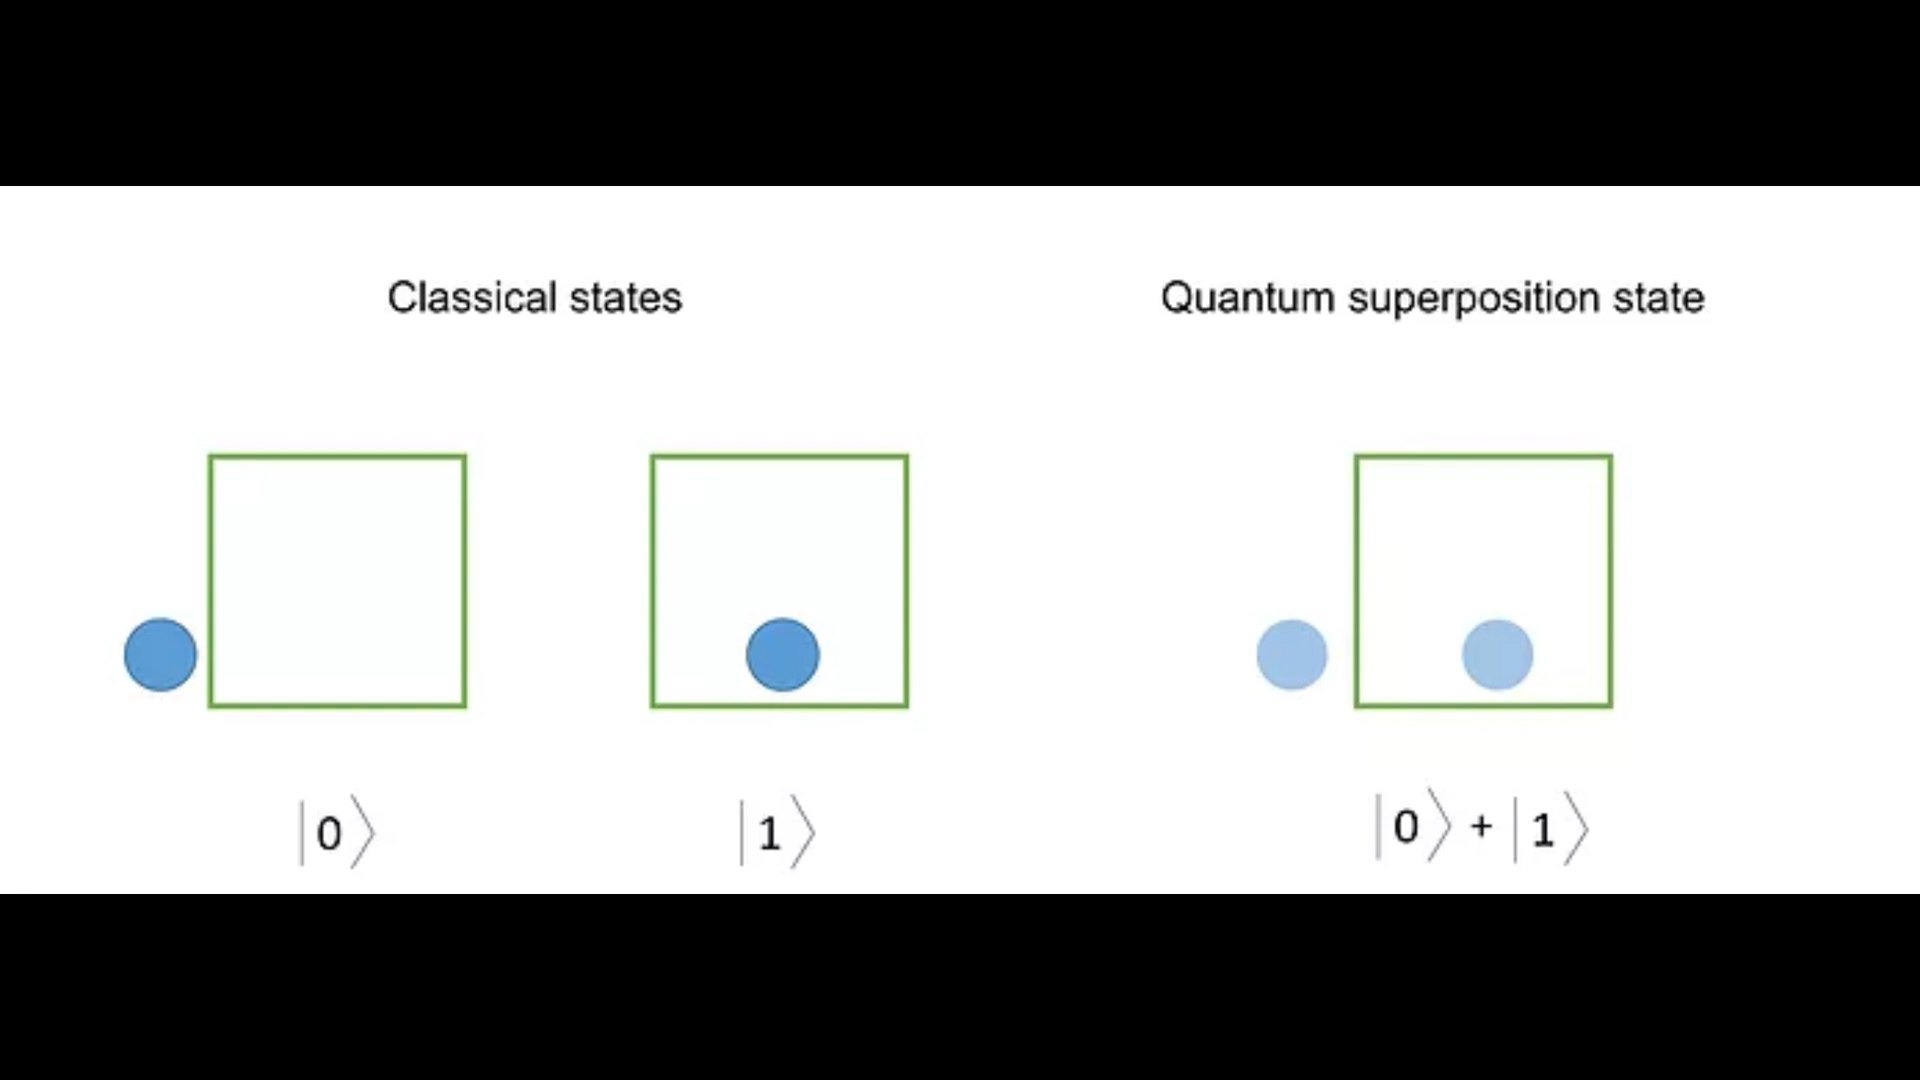 Classical states
Quantum superposition state
|0⟩
|1⟩
|0⟩ + |1⟩